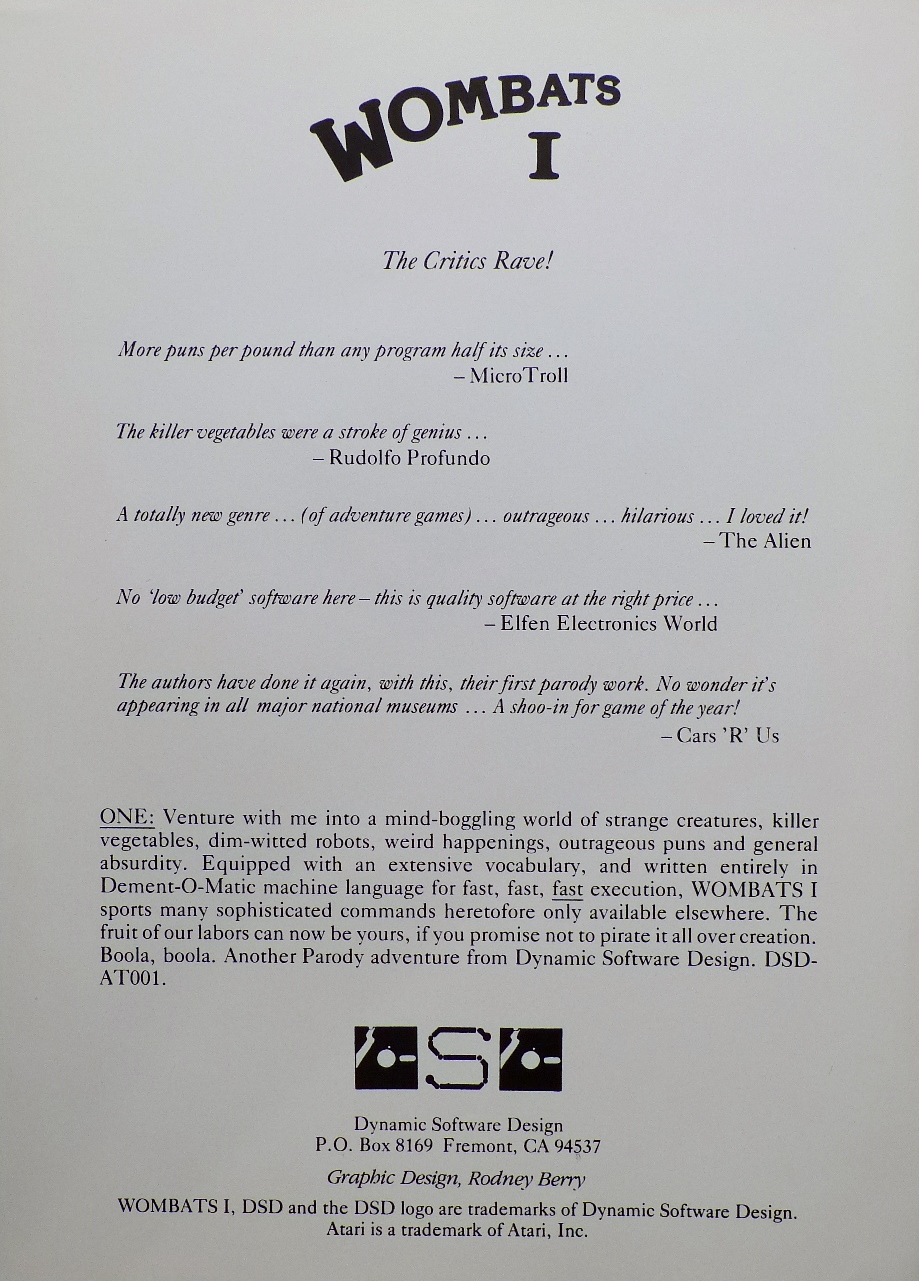 WOMBATS
I
The Critics Rave!
More puns per pound than any program half its size ...
– MicroTroll
The killer vegetables were a stroke of genius ...
– Rudolfo Profundo
A totally new genre ... (of adventure games) ... outrageous ... hilarious ... I loved it!
– The Alien
No 'low budget' software here – this is quality software at the right price ...
– Elfen Electronics World
The authors have done it again, with this, their first parody work. No wonder it's
appearing in all major national museums ... A shoo-in for game of the year!
– Cars 'R' Us
ONE: Venture with me into a mind-boggling world of strange creatures, killer
vegetables, dim-witted robots, weird happenings, outrageous puns and general
absurdity. Equipped with an extensive vocabulary, and written entirely in
Dement-O-Matic machine language for fast, fast, fast execution, WOMBATS I
sports many sophisticated commands heretofore only available elsewhere. The
fruit of our labors can now be yours, if you promise not to pirate it all over creation.
Boola, boola. Another Parody adventure from Dynamic Software Design. DSD-
AT001.
DSD
Dynamic Software Design
P.O. Box 8169 Fremont, CA 94537
Graphic Design, Rodney Berry
WOMBATS I, DSD and the DSD logo are trademarks of Dynamic Software Design.
Atari is a trademark of Atari, Inc.